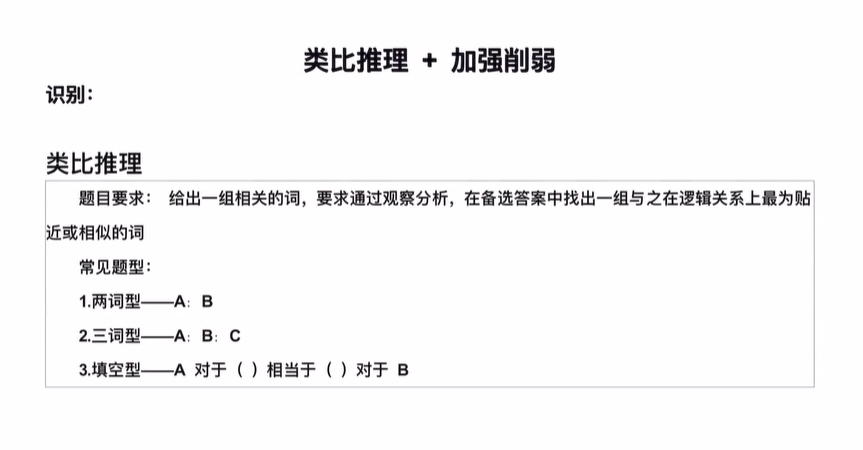 类比推理 + 加强削弱
识别：
类比推理
题目要求： 给出一组相关的词，要求通过观察分析，在备选答案中找出一组与之在逻辑关系上最为贴
近或相似的词
常见题型：
1.两词型——A：B
2.三词型——A：B：C
3.填空型——A 对于（ ）相当于（ ）对于 B